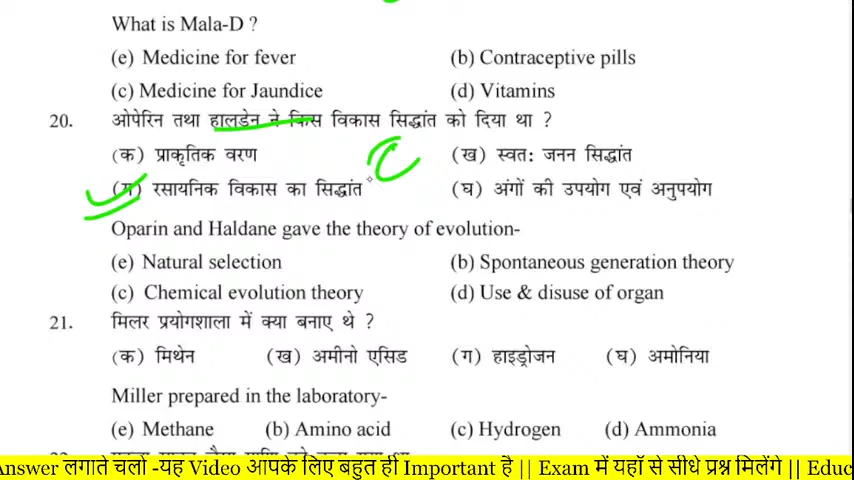 What is Mala-D ?
(e) Medicine for fever (b) Contraceptive pills
(c) Medicine for Jaundice (d) Vitamins
20. ओपेरिन तथा हालडेन ने किस विकास सिद्धांत को दिया था ?
(क) प्राकृतिक वरण (ख) स्वत: जनन सिद्धांत
(ग) रसायनिक विकास का सिद्धांत (घ) अंगों की उपयोग एवं अनुपयोग
Oparin and Haldane gave the theory of evolution-
(e) Natural selection (b) Spontaneous generation theory
(c) Chemical evolution theory (d) Use & disuse of organ
21. मिलर प्रयोगशाला में क्या बनाए थे ?
(क) मिथेन (ख) अमीनो एसिड (ग) हाइड्रोजन (घ) अमोनिया
Miller prepared in the laboratory-
(e) Methane (b) Amino acid (c) Hydrogen (d) Ammonia
Answer लगाते चलो -यह Video आपके लिए बहुत ही Important है || Exam में यहाँ से सीधे प्रश्न मिलेंगे || Educ